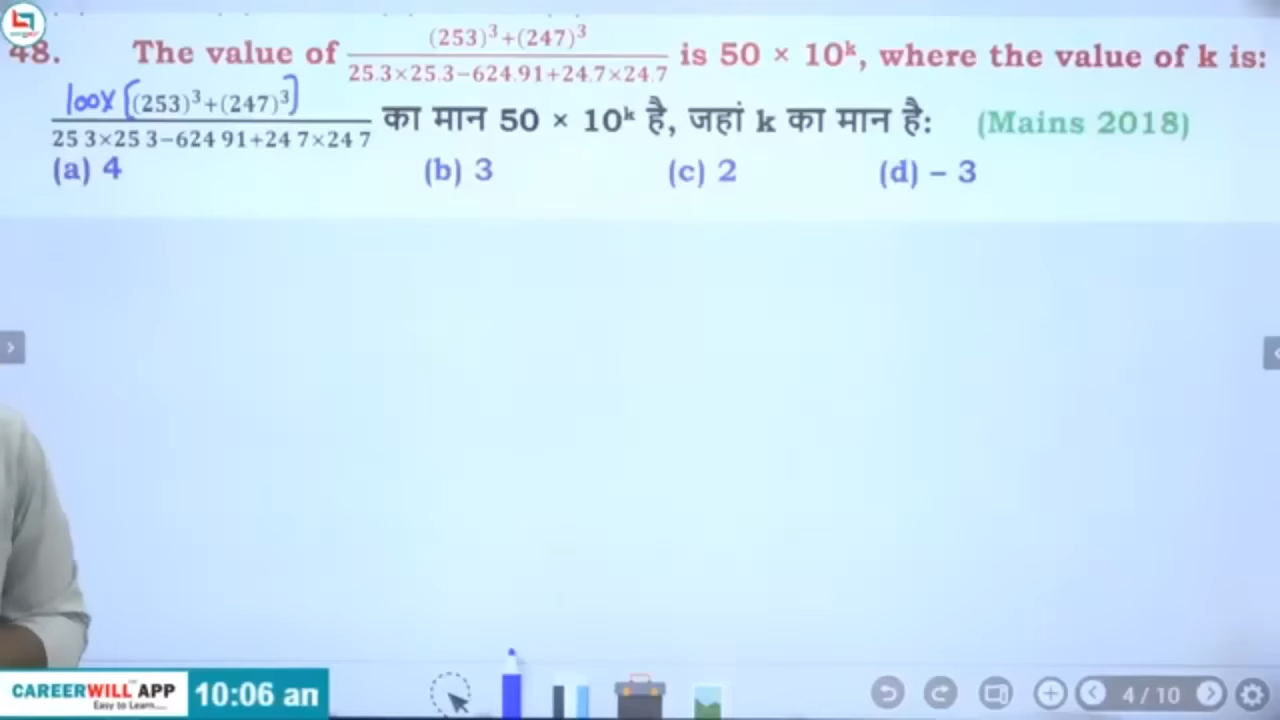 48. The value of (253)³+(247)³ / 25.3×25.3−624.91+24.7×24.7 is 50 × 10ᵏ, where the value of k is:
100× [(253)³+(247)³] / 25 3×25 3−624 91+24 7×24 7 का मान 50 × 10ᵏ है, जहां k का मान है: (Mains 2018)
(a) 4 (b) 3 (c) 2 (d) – 3
CAREERWILL APP
Easy to Learn.....
10:06 an
4 / 10